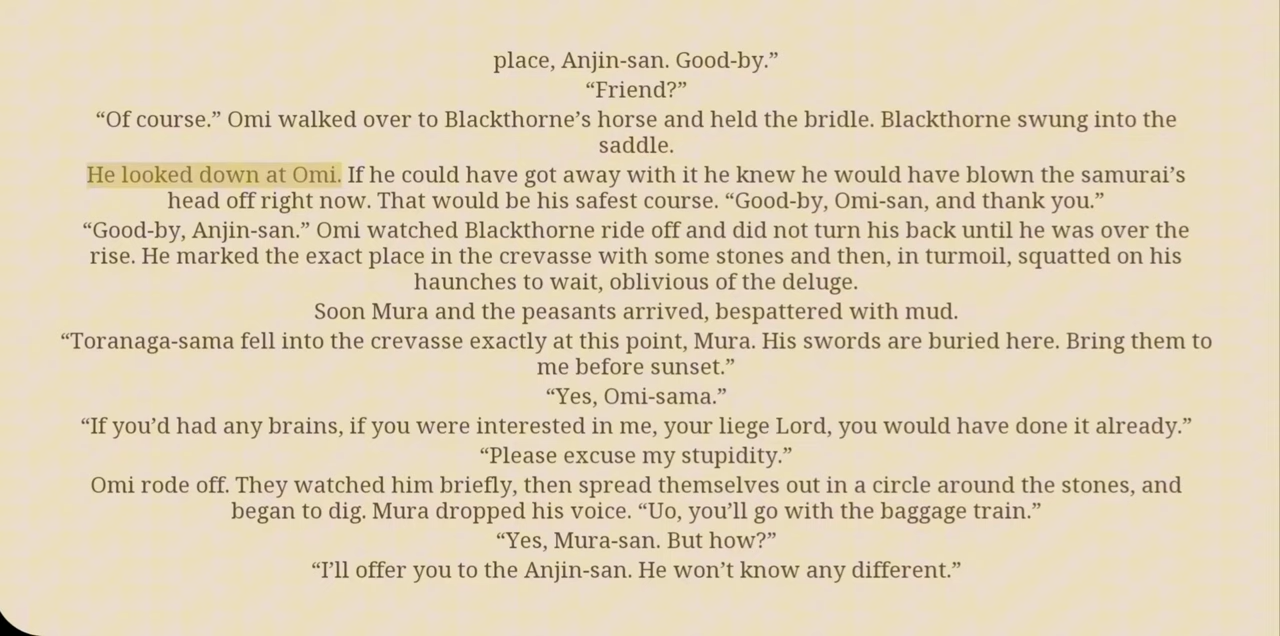 place, Anjin-san. Good-by.”
“Friend?”
“Of course.” Omi walked over to Blackthorne’s horse and held the bridle. Blackthorne swung into the
saddle.
He looked down at Omi. If he could have got away with it he knew he would have blown the samurai’s
head off right now. That would be his safest course. “Good-by, Omi-san, and thank you.”
“Good-by, Anjin-san.” Omi watched Blackthorne ride off and did not turn his back until he was over the
rise. He marked the exact place in the crevasse with some stones and then, in turmoil, squatted on his
haunches to wait, oblivious of the deluge.
Soon Mura and the peasants arrived, bespattered with mud.
“Toranaga-sama fell into the crevasse exactly at this point, Mura. His swords are buried here. Bring them to
me before sunset.”
“Yes, Omi-sama.”
“If you’d had any brains, if you were interested in me, your liege Lord, you would have done it already.”
“Please excuse my stupidity.”
Omi rode off. They watched him briefly, then spread themselves out in a circle around the stones, and
began to dig. Mura dropped his voice. “Uo, you’ll go with the baggage train.”
“Yes, Mura-san. But how?”
“I’ll offer you to the Anjin-san. He won’t know any different.”